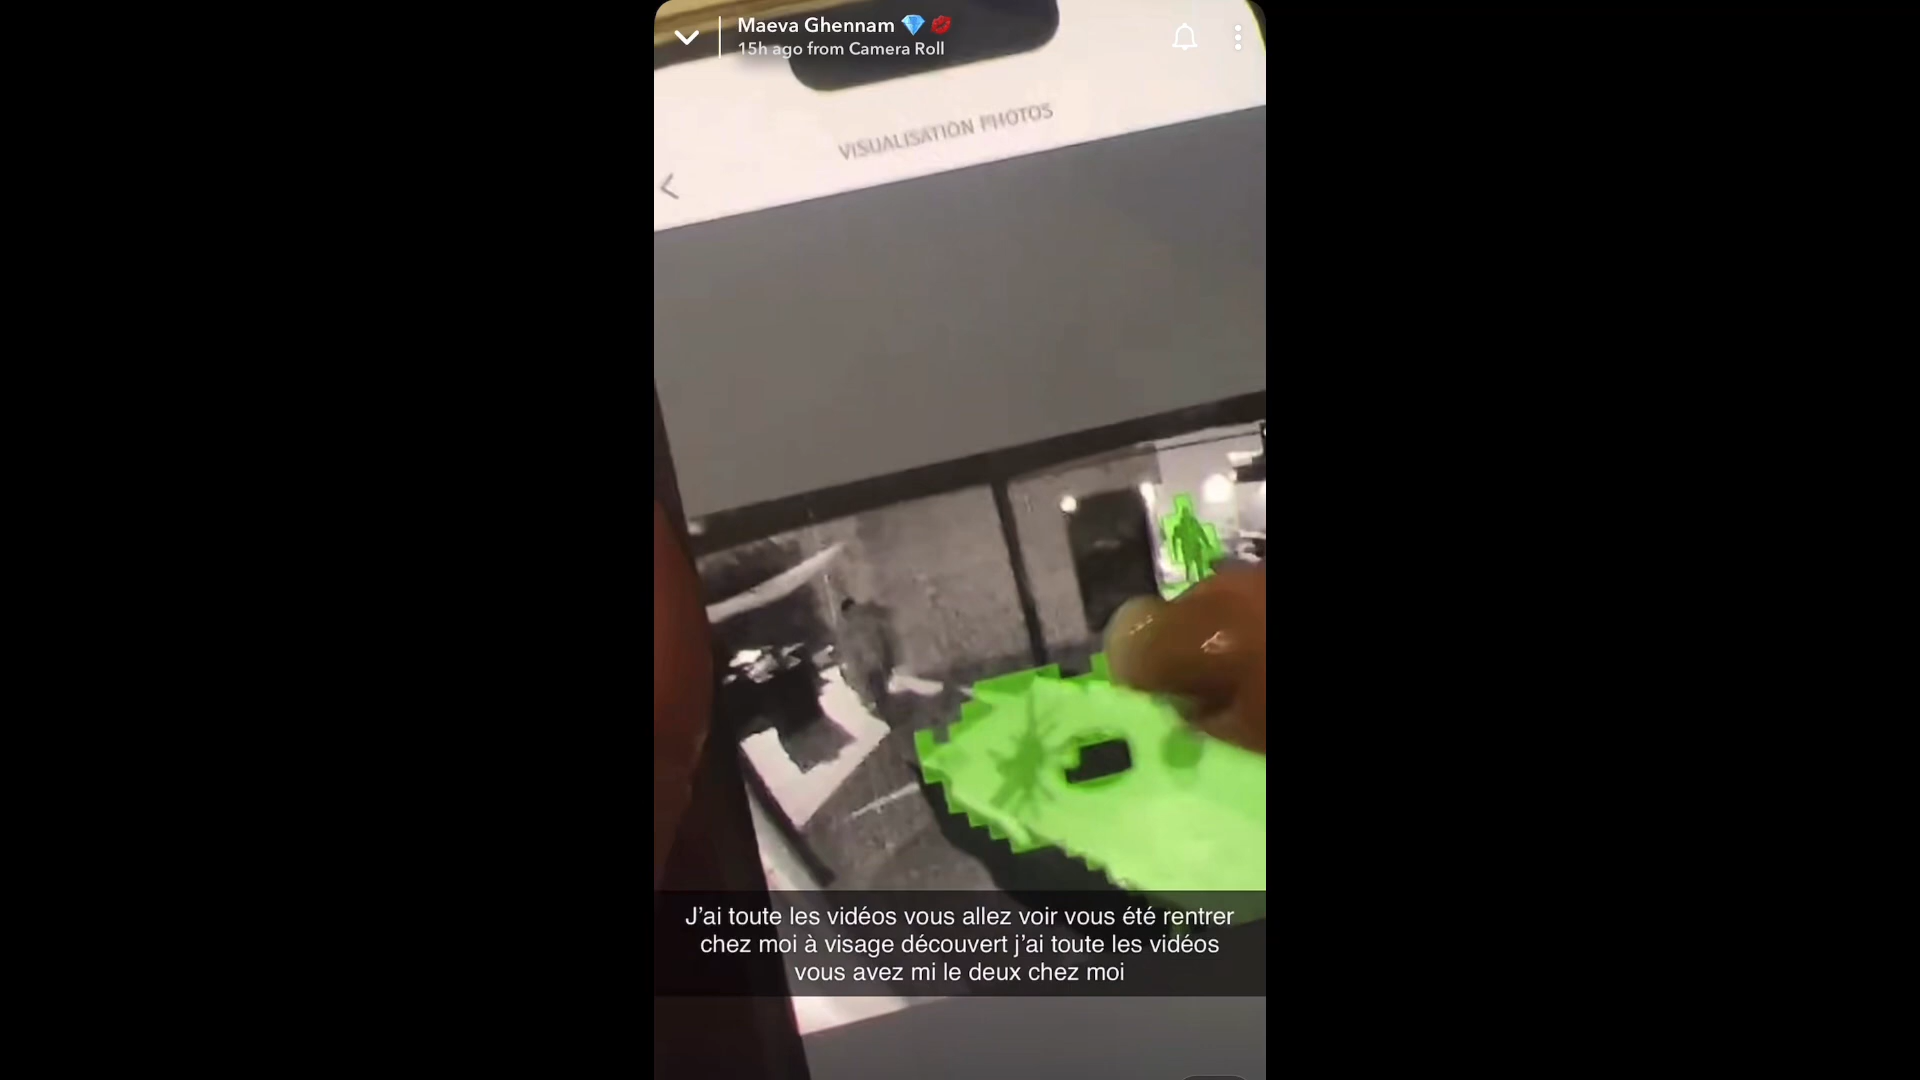 Maeva Ghennam 💎💋
15h ago from Camera Roll
VISUALISATION PHOTOS
J'ai toute les vidéos vous allez voir vous été rentrer
chez moi à visage découvert j'ai toute les vidéos
vous avez mi le deux chez moi